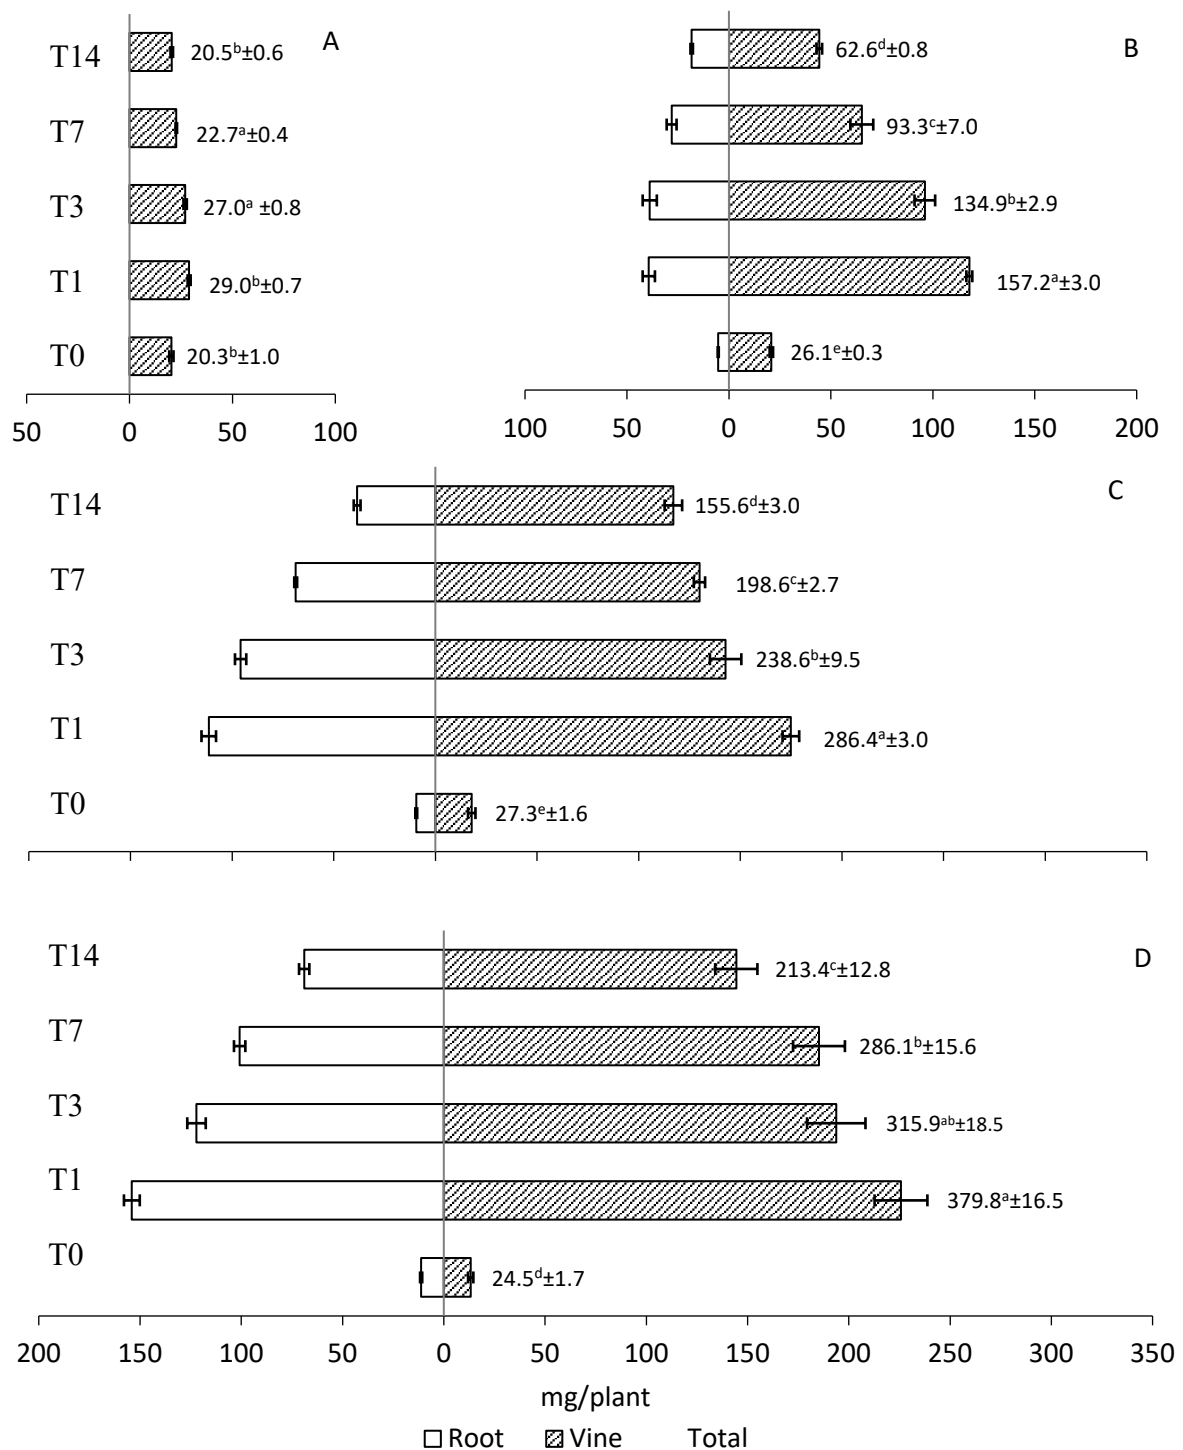 A
T14 20.5ᵇ±0.6
T7 22.7ᵃ±0.4
T3 27.0ᵃ ±0.8
T1 29.0ᵇ±0.7
T0 20.3ᵇ±1.0
50 0 50 100
B
62.6ᵈ±0.8
93.3ᶜ±7.0
134.9ᵇ±2.9
157.2ᵃ±3.0
26.1ᵉ±0.3
100 50 0 50 100 150 200
C
T14 155.6ᵈ±3.0
T7 198.6ᶜ±2.7
T3 238.6ᵇ±9.5
T1 286.4ᵃ±3.0
T0 27.3ᵉ±1.6
D
T14 213.4ᶜ±12.8
T7 286.1ᵇ±15.6
T3 315.9ᵃᵇ±18.5
T1 379.8ᵃ±16.5
T0 24.5ᵈ±1.7
200 150 100 50 0 50 100 150 200 250 300 350
mg/plant
Root Vine Total